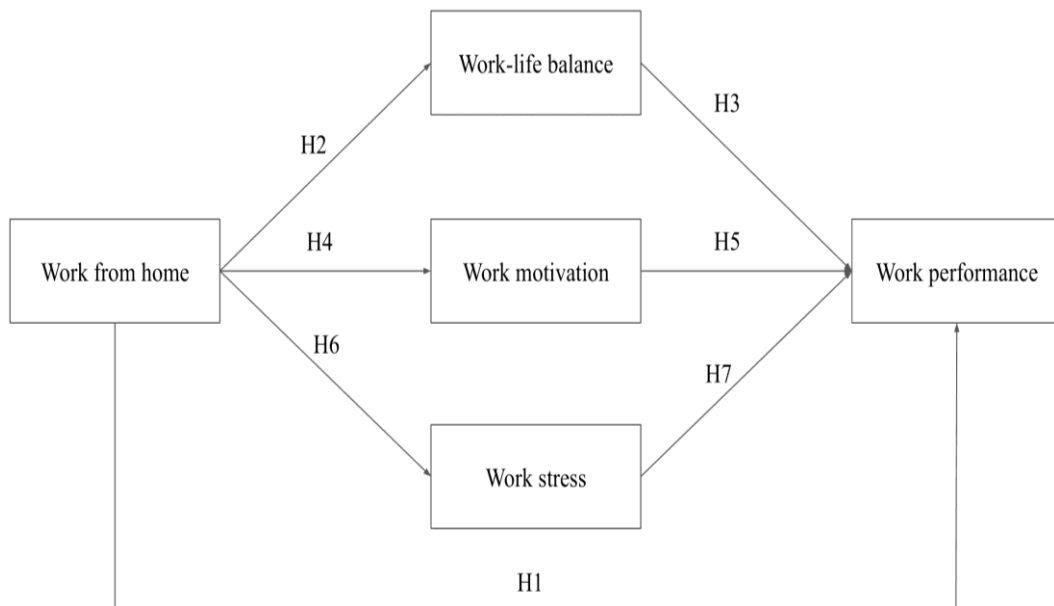 Work-life balance
H3
H2
H4
H5
Work from home
Work motivation
Work performance
H6
H7
Work stress
H1